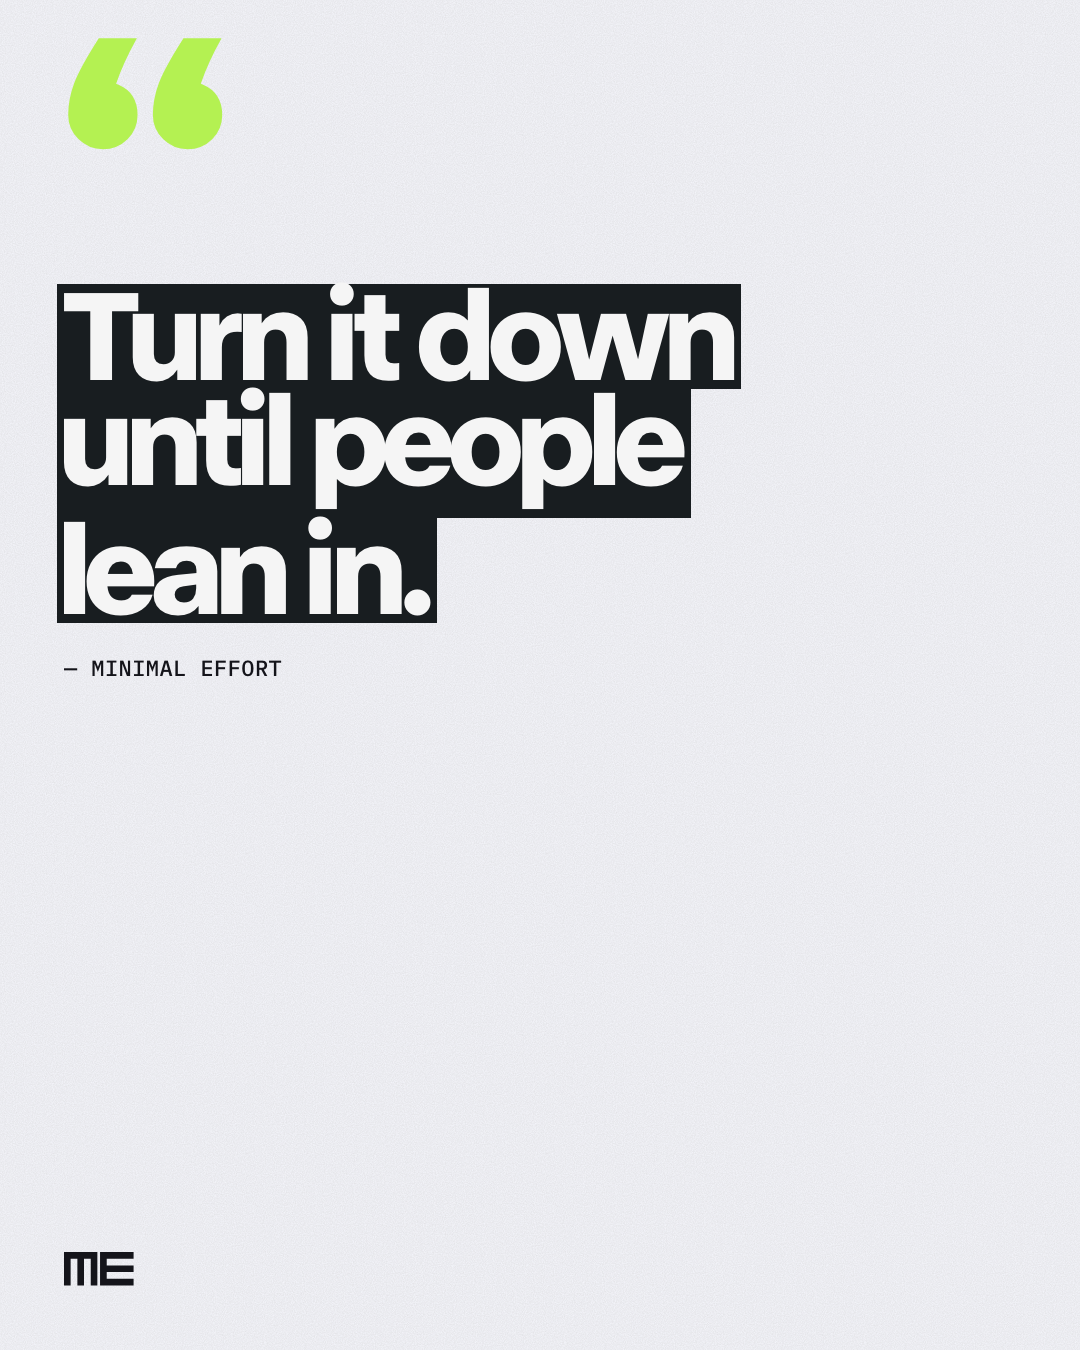 “
Turn it down
until people
lean in.
— MINIMAL EFFORT
ME